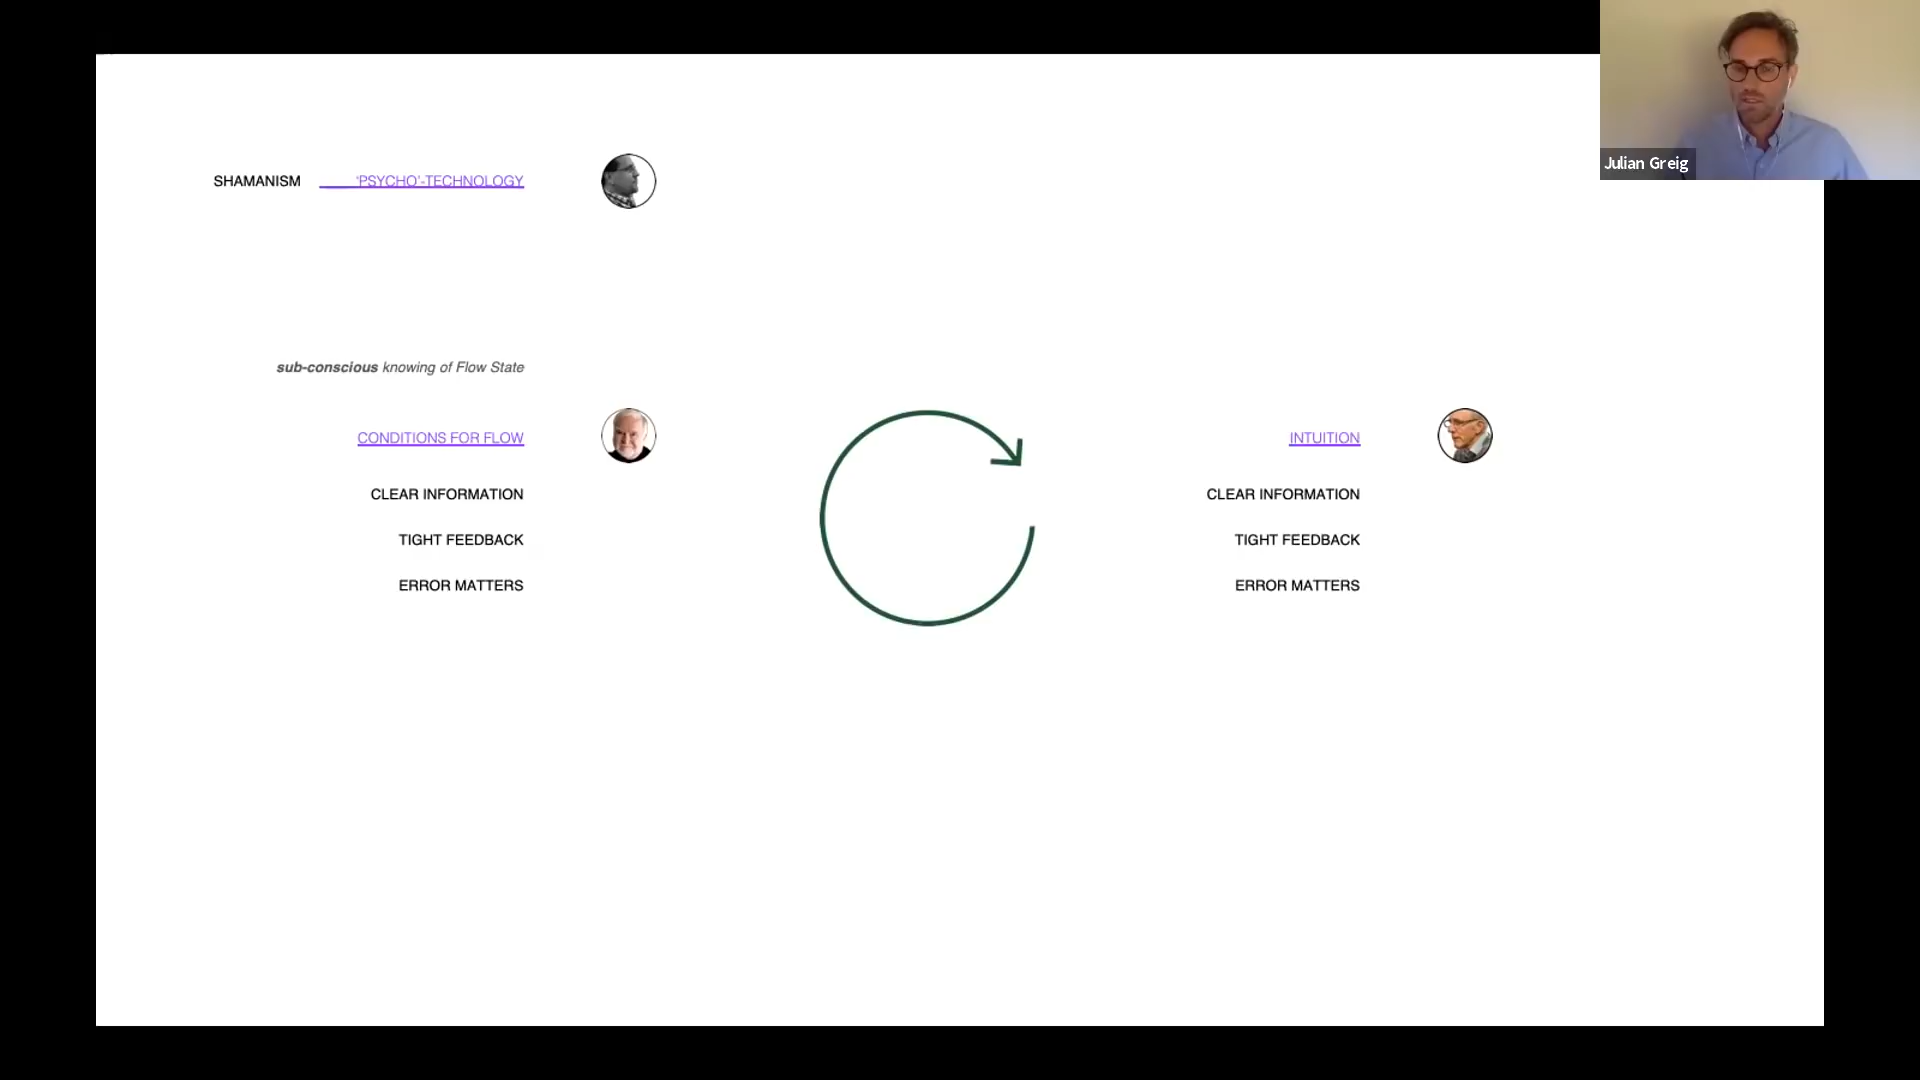 Julian Greig
SHAMANISM ‘PSYCHO’-TECHNOLOGY
sub-conscious knowing of Flow State
CONDITIONS FOR FLOW
CLEAR INFORMATION
TIGHT FEEDBACK
ERROR MATTERS
INTUITION
CLEAR INFORMATION
TIGHT FEEDBACK
ERROR MATTERS